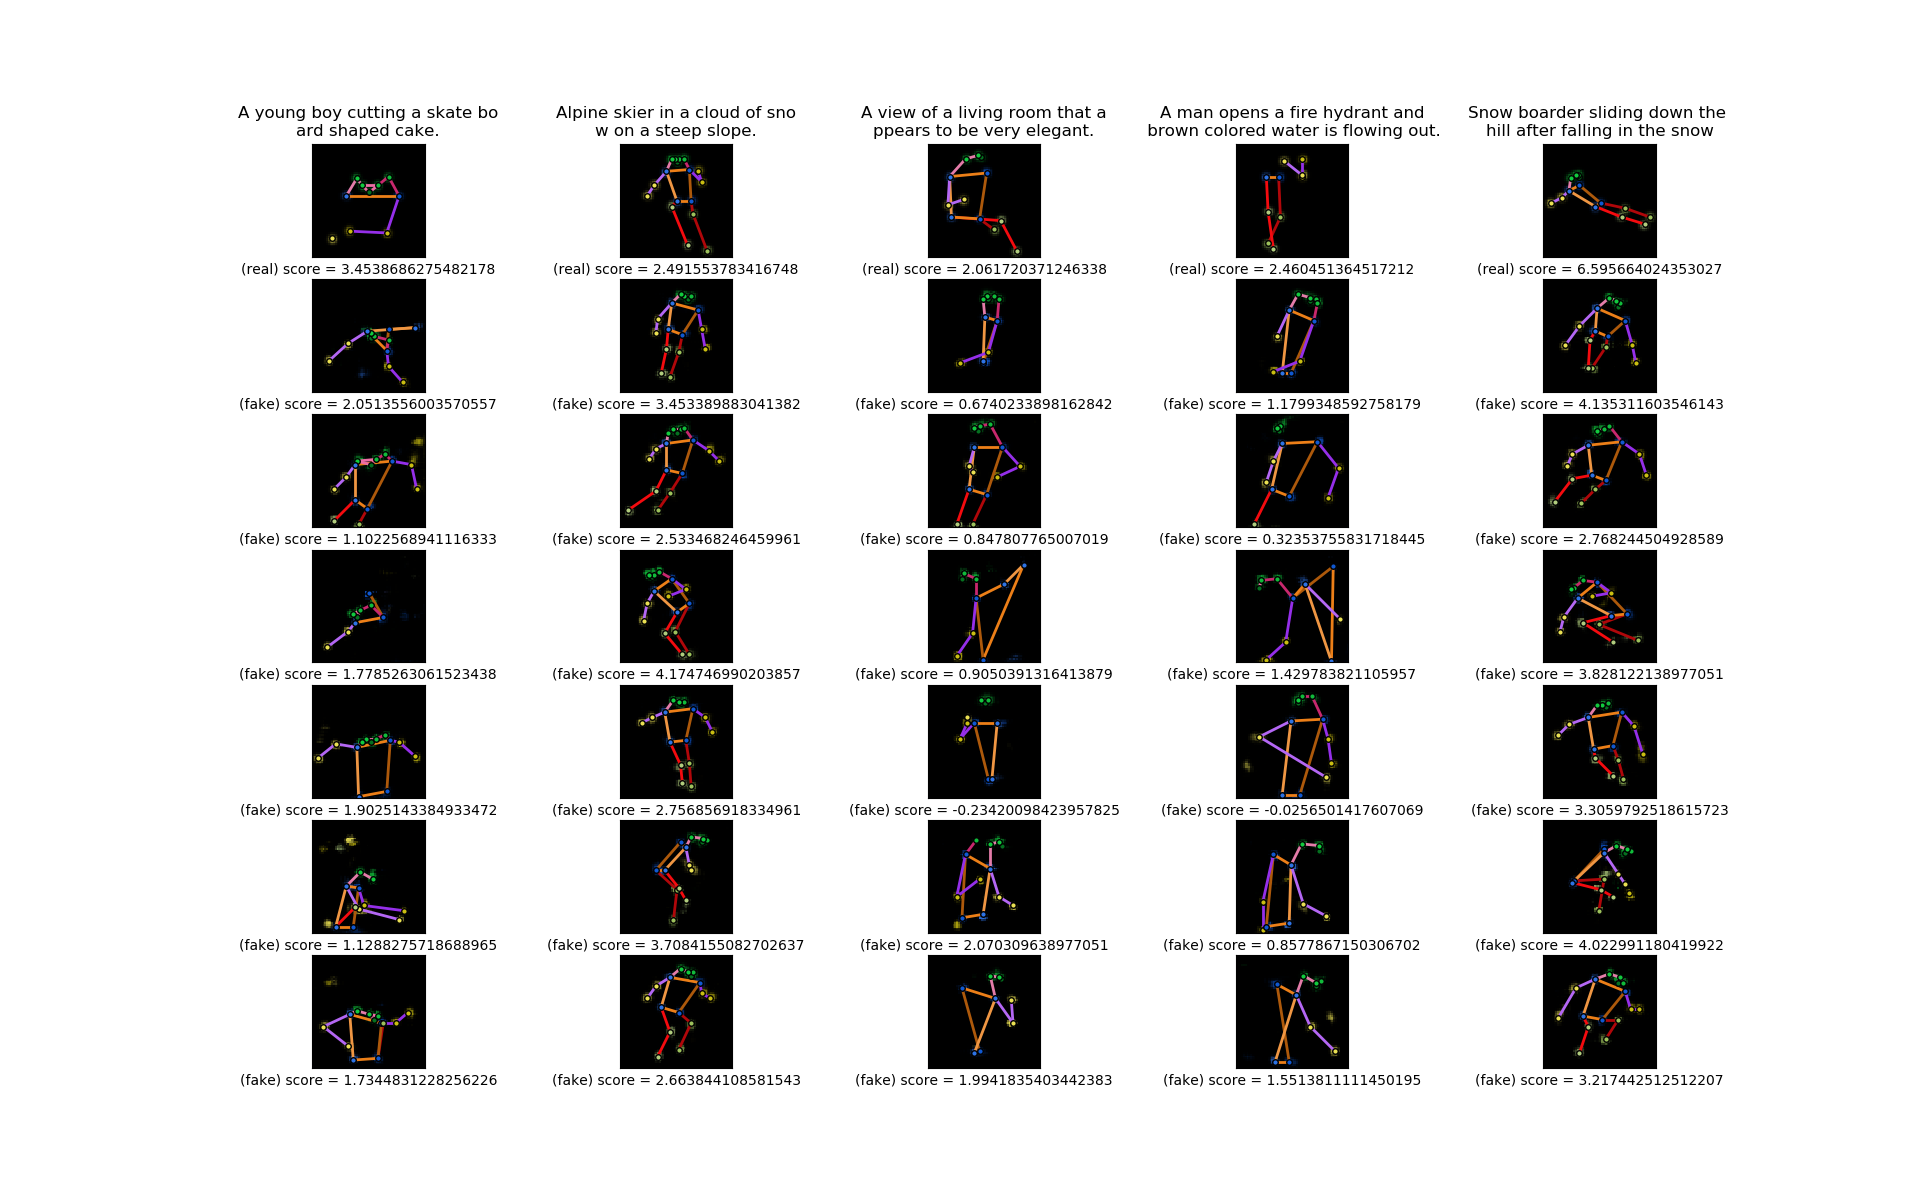 A young boy cutting a skate bo
ard shaped cake.
Alpine skier in a cloud of sno
w on a steep slope.
A view of a living room that a
ppears to be very elegant.
A man opens a fire hydrant and
brown colored water is flowing out.
Snow boarder sliding down the
hill after falling in the snow
(real) score = 3.4538686275482178
(real) score = 2.491553783416748
(real) score = 2.061720371246338
(real) score = 2.460451364517212
(real) score = 6.595664024353027
(fake) score = 2.0513556003570557
(fake) score = 3.453389883041382
(fake) score = 0.6740233898162842
(fake) score = 1.1799348592758179
(fake) score = 4.135311603546143
(fake) score = 1.1022568941116333
(fake) score = 2.533468246459961
(fake) score = 0.847807765007019
(fake) score = 0.32353755831718445
(fake) score = 2.768244504928589
(fake) score = 1.7785263061523438
(fake) score = 4.174746990203857
(fake) score = 0.9050391316413879
(fake) score = 1.429783821105957
(fake) score = 3.828122138977051
(fake) score = 1.9025143384933472
(fake) score = 2.756856918334961
(fake) score = -0.23420098423957825
(fake) score = -0.0256501417607069
(fake) score = 3.3059792518615723
(fake) score = 1.1288275718688965
(fake) score = 3.7084155082702637
(fake) score = 2.070309638977051
(fake) score = 0.8577867150306702
(fake) score = 4.022991180419922
(fake) score = 1.7344831228256226
(fake) score = 2.663844108581543
(fake) score = 1.9941835403442383
(fake) score = 1.5513811111450195
(fake) score = 3.217442512512207